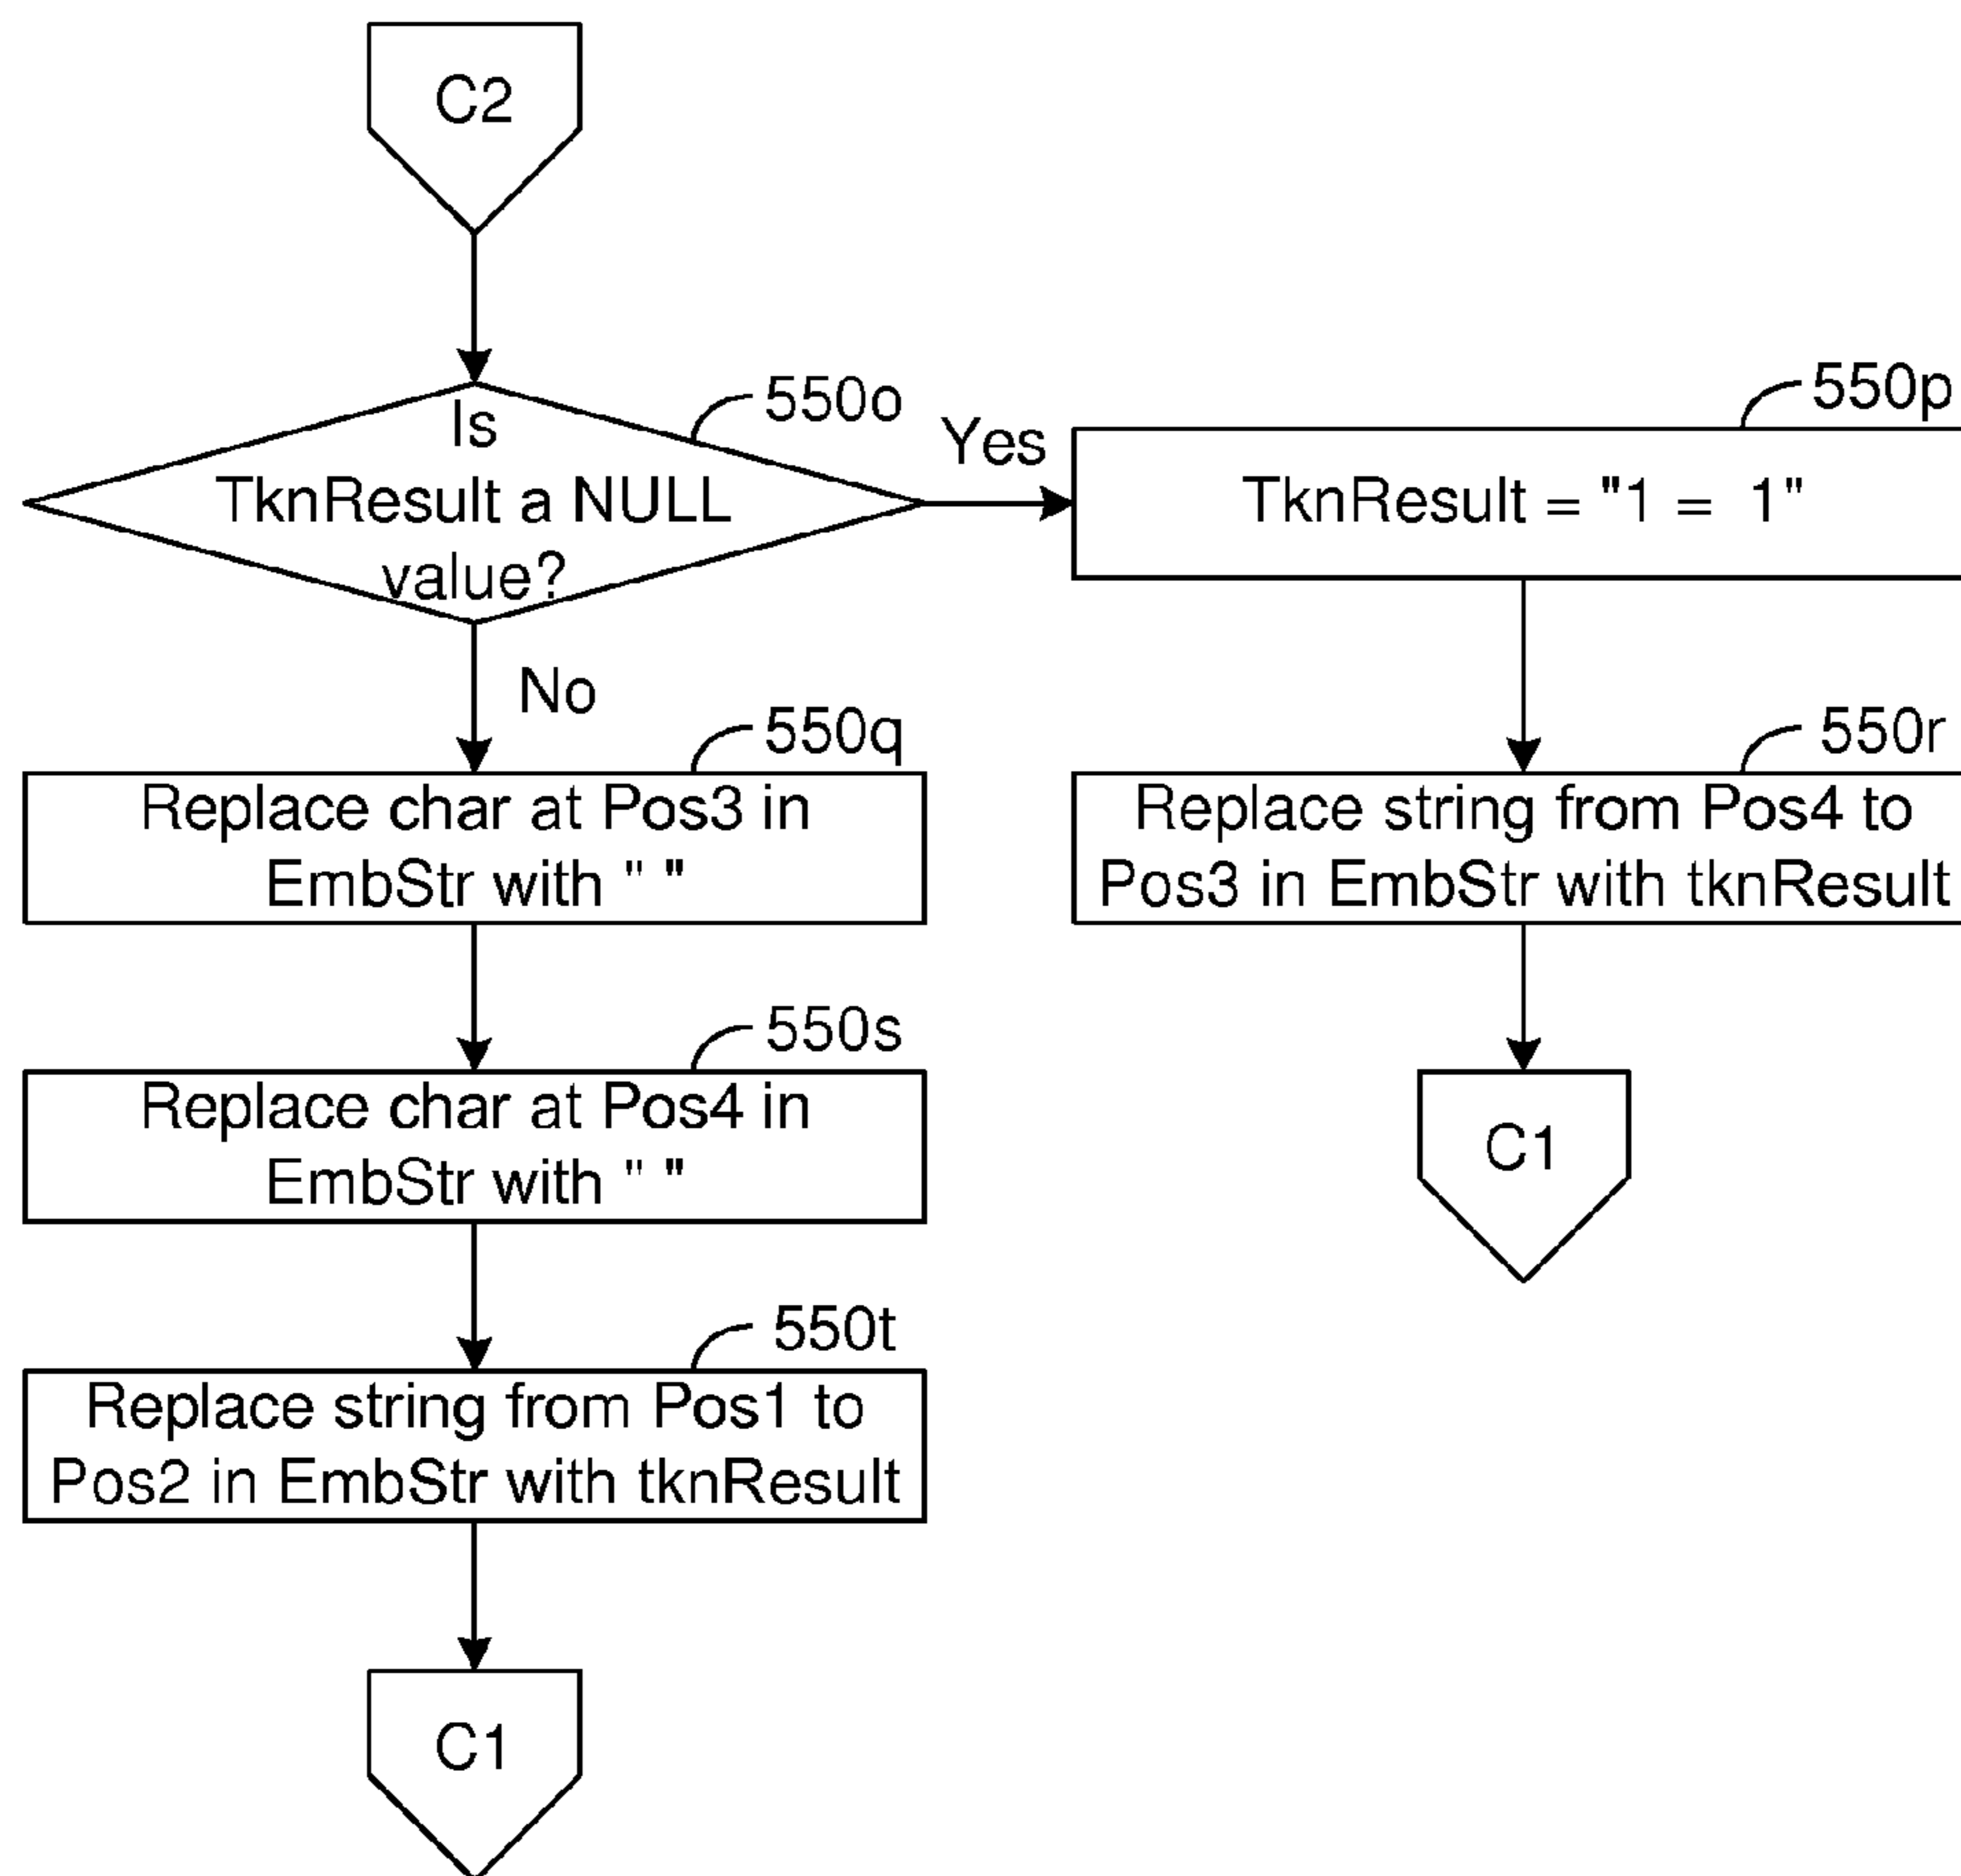 C2
Is
TknResult a NULL
value?
550o
Yes
550p
TknResult = "1 =  1"
No
550q
Replace char at Pos3 in
EmbStr with " "
550r
Replace string from Pos4 to
Pos3 in EmbStr with tknResult
550s
Replace char at Pos4 in
EmbStr with " "
C1
550t
Replace string from Pos1 to
Pos2 in EmbStr with tknResult
C1